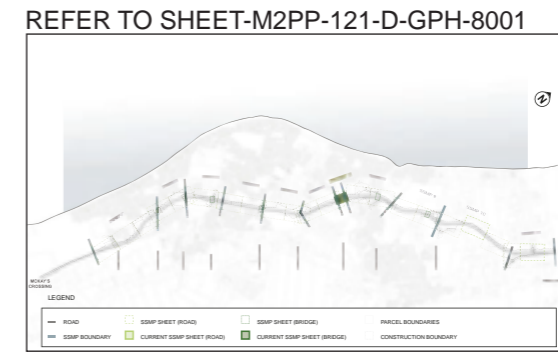 REFER TO SHEET-M2PP-121-D-GPH-8001
MCKAY'S
CROSSING
LEGEND
ROAD
SSMP SHEET (ROAD)
SSMP SHEET (BRIDGE)
PARCEL BOUNDARIES
SSMP BOUNDARY
CURRENT SSMP SHEET (ROAD)
CURRENT SSMP SHEET (BRIDGE)
CONSTRUCTION BOUNDARY